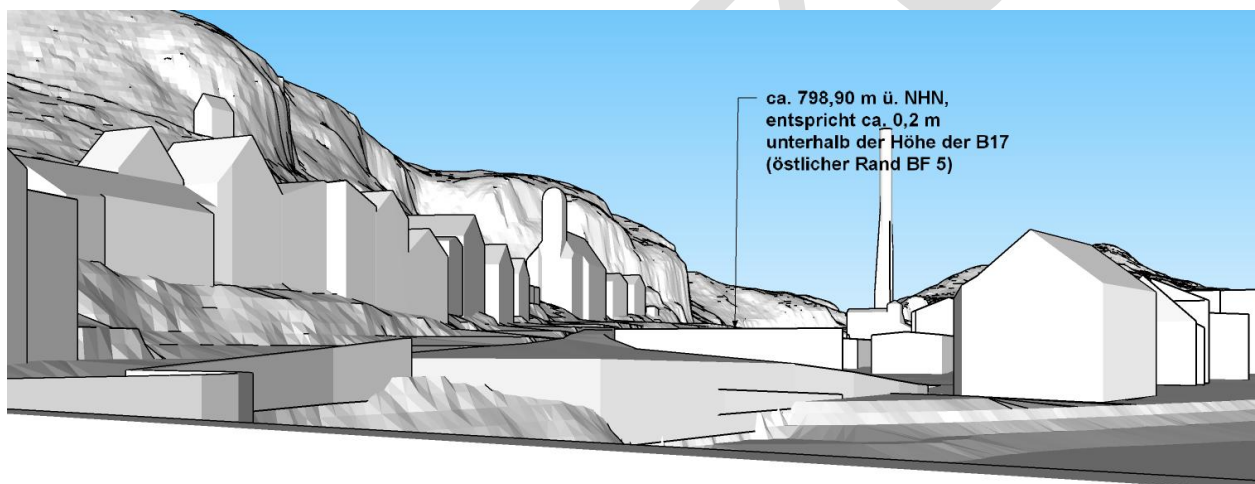 ca. 798,90 m ü. NHN,
entspricht ca. 0,2 m
unterhalb der Höhe der B17
(östlicher Rand BF 5)